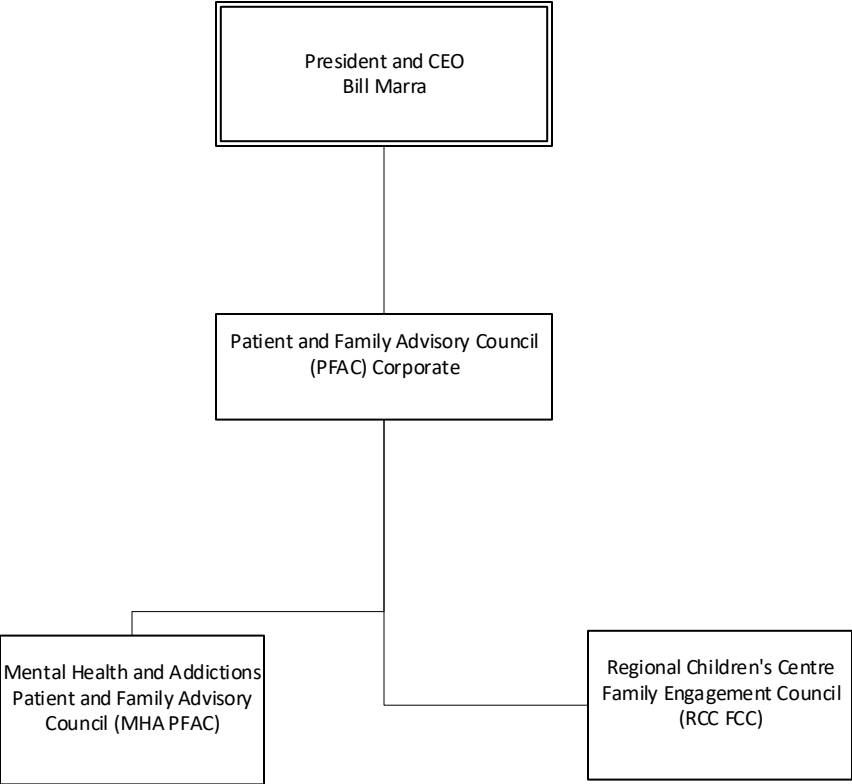 President and CEO
Bill Marra
Patient and Family Advisory Council
(PFAC) Corporate
Mental Health and Addictions
Patient and Family Advisory
Council (MHA PFAC)
Regional Children's Centre
Family Engagement Council
(RCC FCC)